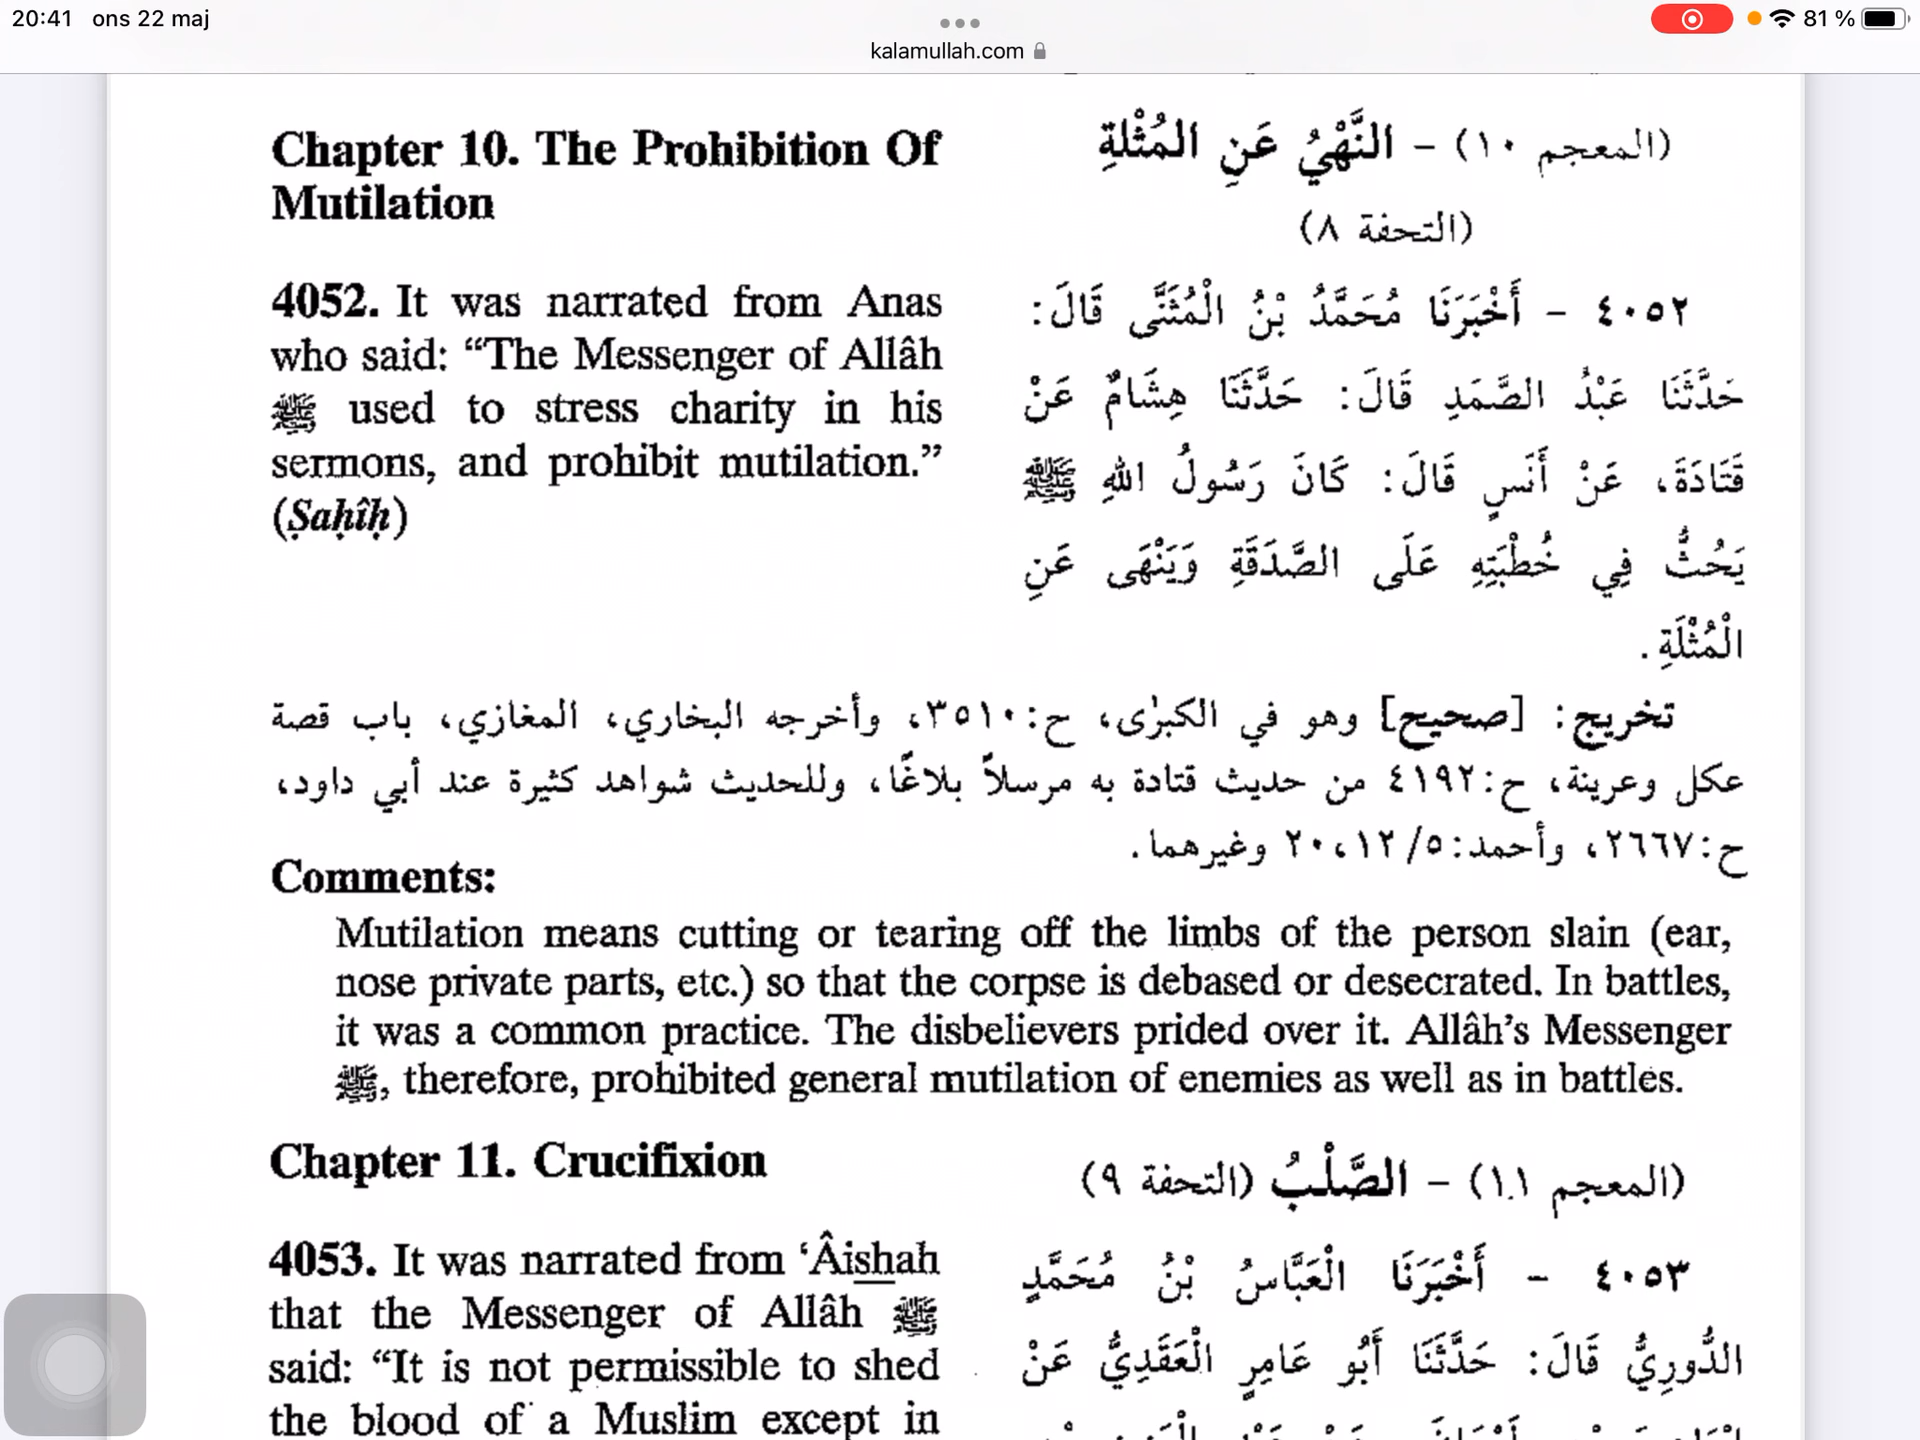 20:41 ons 22 maj
81 %
kalamullah.com
Chapter 10. The Prohibition Of
Mutilation
(المعجم ١٠) - النَّهْيُ عَنِ المُثْلَةِ
(التحفة ٨)
4052. It was narrated from Anas
who said: “The Messenger of Allâh
ﷺ used to stress charity in his
sermons, and prohibit mutilation.”
(Ṣaḥîḥ)
٤٠٥٢ - أَخْبَرَنَا مُحَمَّدُ بْنُ الْمُثَنَّى قَالَ:
حَدَّثَنَا عَبْدُ الصَّمَدِ قَالَ: حَدَّثَنَا هِشَامٌ عَنْ
قَتَادَةَ، عَنْ أَنَسٍ قَالَ: كَانَ رَسُولُ اللهِ ﷺ
يَحُثُّ فِي خُطْبَتِهِ عَلَى الصَّدَقَةِ وَيَنْهَى عَنِ
الْمُثْلَةِ.
تخريج: [صحيح] وهو في الكبرٰى، ح:٣٥١٠، وأخرجه البخاري، المغازي، باب قصة
عكل وعرينة، ح:٤١٩٢ من حديث قتادة به مرسلاً بلاغًا، وللحديث شواهد كثيرة عند أبي داود،
ح:٢٦٦٧، وأحمد:٥/ ٢٠،١٢ وغيرهما.
Comments:
Mutilation means cutting or tearing off the limbs of the person slain (ear,
nose private parts, etc.) so that the corpse is debased or desecrated. In battles,
it was a common practice. The disbelievers prided over it. Allâh’s Messenger
ﷺ, therefore, prohibited general mutilation of enemies as well as in battles.
Chapter 11. Crucifixion
(المعجم ١١) - الصَّلْبُ (التحفة ٩)
4053. It was narrated from ‘Âishah
that the Messenger of Allâh ﷺ
said: “It is not permissible to shed
the blood of a Muslim except in
٤٠٥٣ - أَخْبَرَنَا الْعَبَّاسُ بْنُ مُحَمَّدٍ
الدُّورِيُّ قَالَ: حَدَّثَنَا أَبُو عَامِرٍ الْعَقَدِيُّ عَنْ